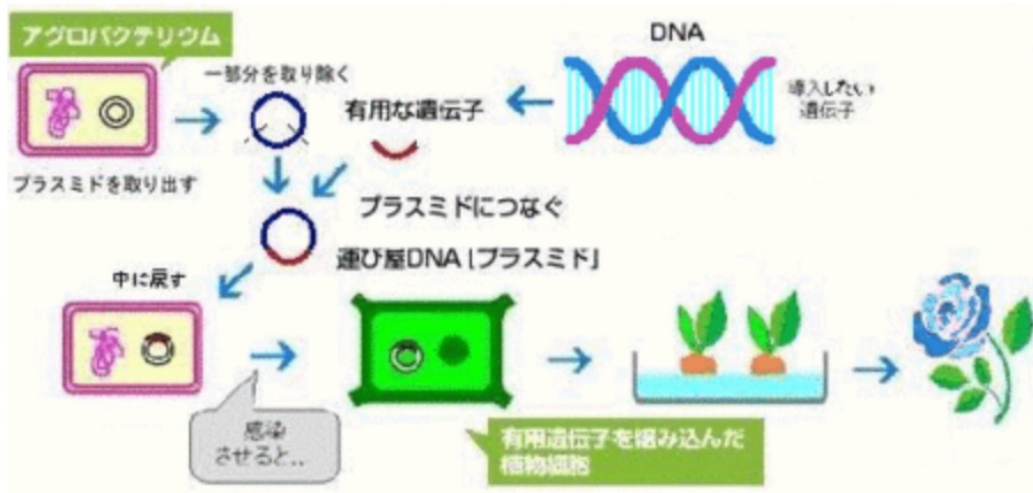 アグロバクテリウム
DNA
一部分を取り除く
導入したい
遺伝子
有用な遺伝子
プラスミドを取り出す
プラスミドにつなぐ
運び屋DNA「プラスミド」
中に戻す
感染
させると..
有用遺伝子を組み込んだ
植物細胞